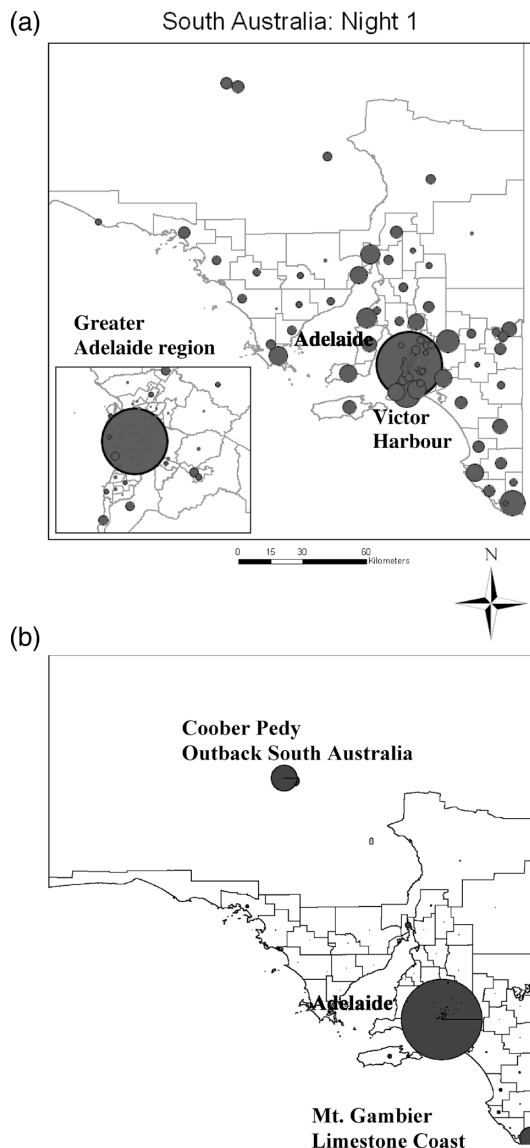 (a)
South Australia: Night 1
Greater
Adelaide region
Adelaide
Victor
Harbour
0 15 30 60
Kilometers
N
(b)
Coober Pedy
Outback South Australia
Adelaide
Mt. Gambier
Limestone Coast